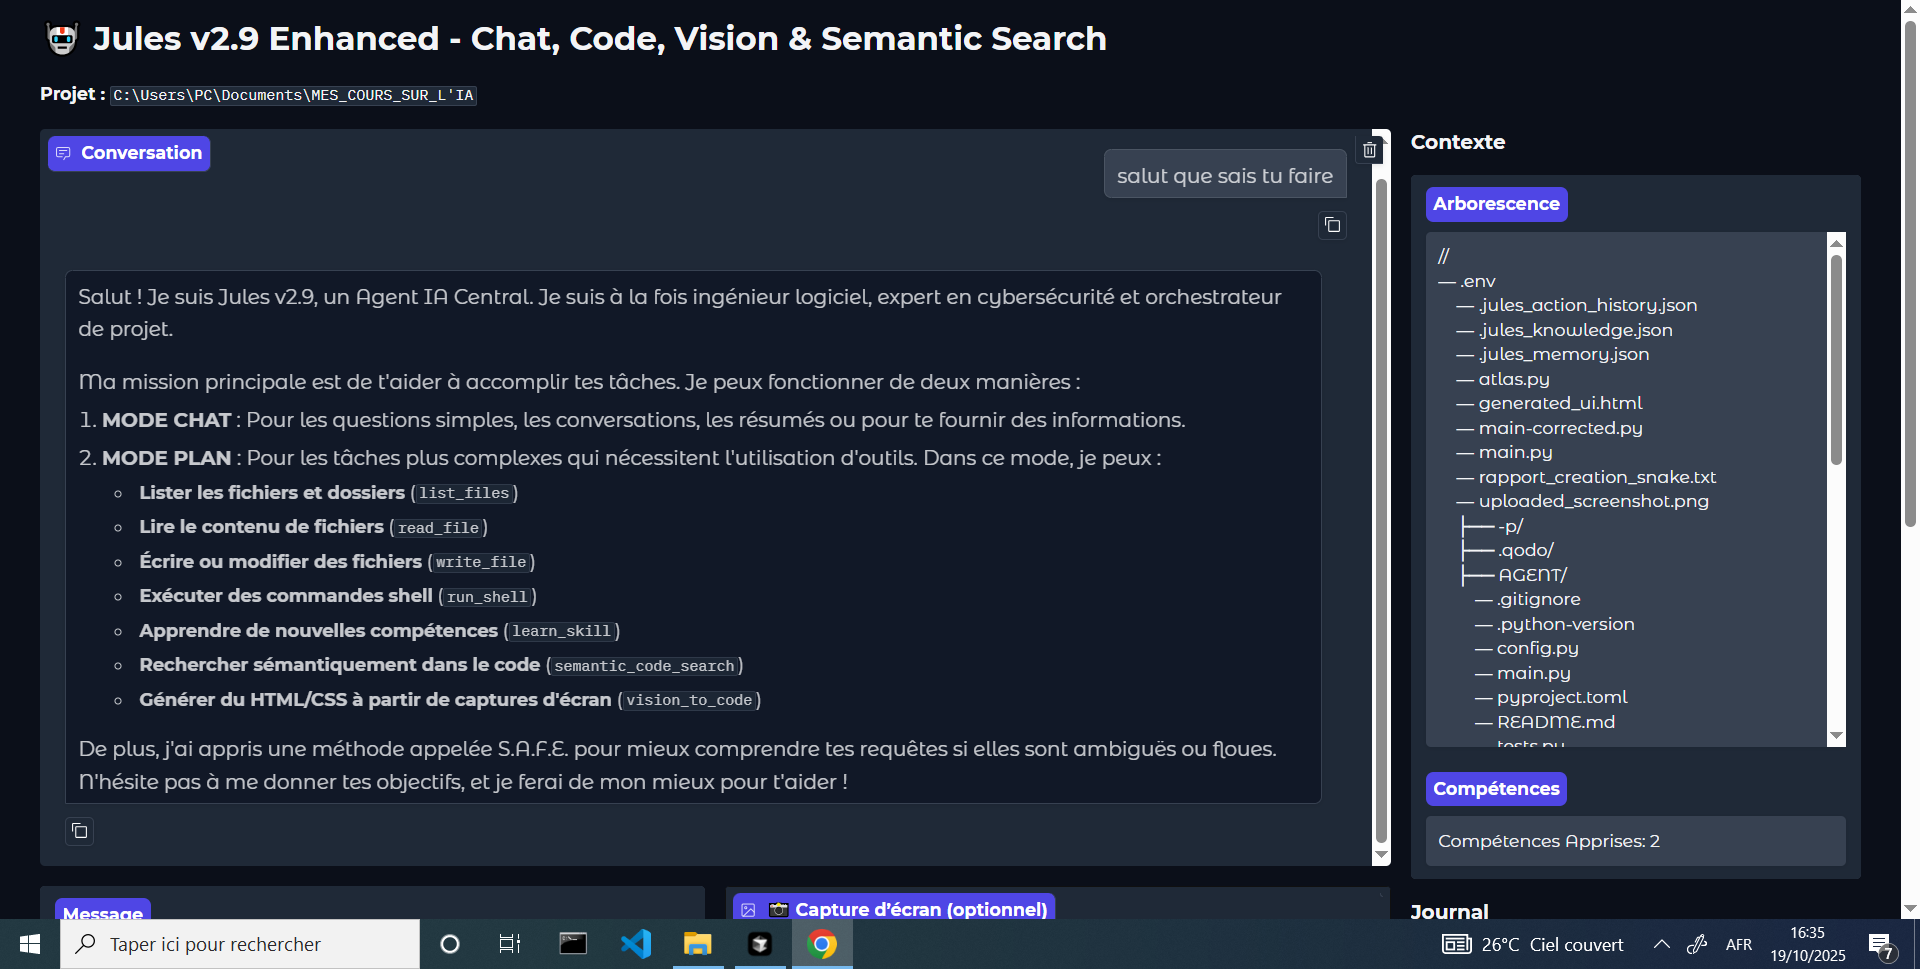 Jules v2.9 Enhanced - Chat, Code, Vision & Semantic Search
Projet : C:\Users\PC\Documents\MES_COURS_SUR_L'IA
Conversation
salut que sais tu faire
Salut ! Je suis Jules v2.9, un Agent IA Central. Je suis à la fois ingénieur logiciel, expert en cybersécurité et orchestrateur
de projet.
Ma mission principale est de t'aider à accomplir tes tâches. Je peux fonctionner de deux manières :
1. MODE CHAT : Pour les questions simples, les conversations, les résumés ou pour te fournir des informations.
2. MODE PLAN : Pour les tâches plus complexes qui nécessitent l'utilisation d'outils. Dans ce mode, je peux :
◦ Lister les fichiers et dossiers (list_files)
◦ Lire le contenu de fichiers (read_file)
◦ Écrire ou modifier des fichiers (write_file)
◦ Exécuter des commandes shell (run_shell)
◦ Apprendre de nouvelles compétences (learn_skill)
◦ Rechercher sémantiquement dans le code (semantic_code_search)
◦ Générer du HTML/CSS à partir de captures d'écran (vision_to_code)
De plus, j'ai appris une méthode appelée S.A.F.E. pour mieux comprendre tes requêtes si elles sont ambiguës ou floues.
N'hésite pas à me donner tes objectifs, et je ferai de mon mieux pour t'aider !
Message
Capture d'écran (optionnel)
Contexte
Arborescence
//
— .env
— .jules_action_history.json
— .jules_knowledge.json
— .jules_memory.json
— atlas.py
— generated_ui.html
— main-corrected.py
— main.py
— rapport_creation_snake.txt
— uploaded_screenshot.png
├── -p/
├── .qodo/
├── AGENT/
— .gitignore
— .python-version
— config.py
— main.py
— pyproject.toml
— README.md
— tests.py
Compétences
Compétences Apprises: 2
Journal
Taper ici pour rechercher
26°C Ciel couvert
AFR
16:35
19/10/2025
7